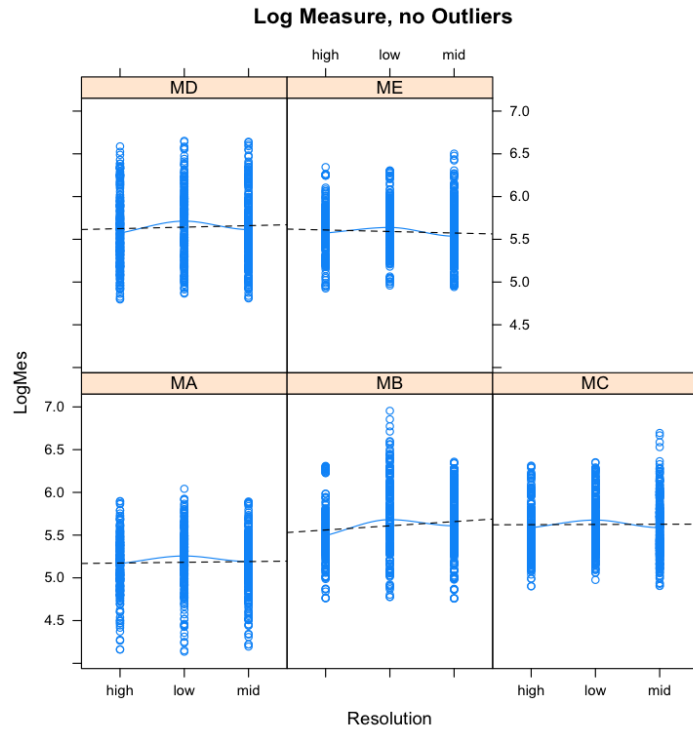 Log Measure, no Outliers
high low mid
MD ME
7.0
6.5
6.0
5.5
5.0
4.5
LogMes
MA MB MC
7.0
6.5
6.0
5.5
5.0
4.5
high low mid high low mid
Resolution